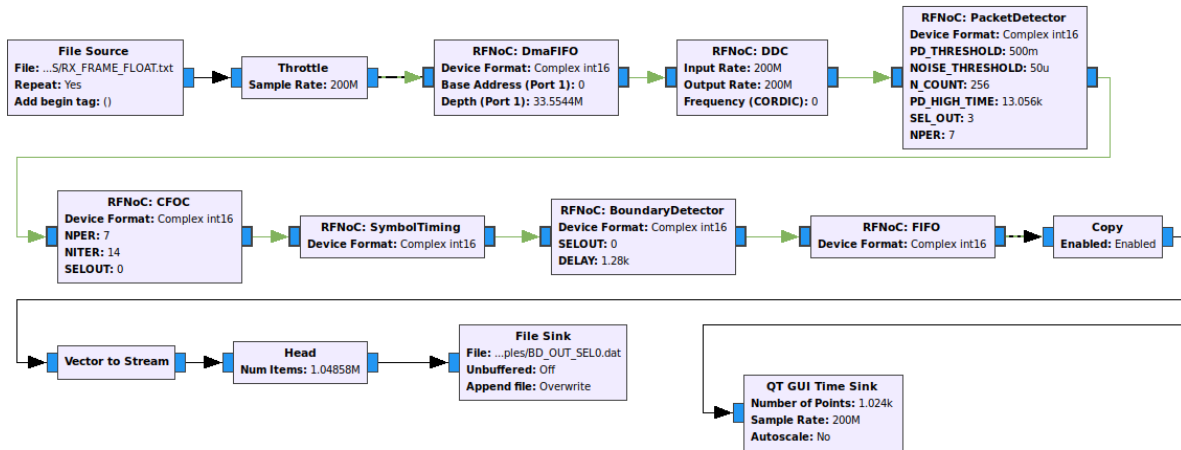 File Source
File: ...S/RX_FRAME_FLOAT.txt
Repeat: Yes
Add begin tag: ()
Throttle
Sample Rate: 200M
RFNoC: DmaFIFO
Device Format: Complex int16
Base Address (Port 1): 0
Depth (Port 1): 33.5544M
RFNoC: DDC
Input Rate: 200M
Output Rate: 200M
Frequency (CORDIC): 0
RFNoC: PacketDetector
Device Format: Complex int16
PD_THRESHOLD: 500m
NOISE_THRESHOLD: 50u
N_COUNT: 256
PD_HIGH_TIME: 13.056k
SEL_OUT: 3
NPER: 7
RFNoC: CFOC
Device Format: Complex int16
NPER: 7
NITER: 14
SELOUT: 0
RFNoC: SymbolTiming
Device Format: Complex int16
RFNoC: BoundaryDetector
Device Format: Complex int16
SELOUT: 0
DELAY: 1.28k
RFNoC: FIFO
Device Format: Complex int16
Copy
Enabled: Enabled
Vector to Stream
Head
Num Items: 1.04858M
File Sink
File: ...ples/BD_OUT_SEL0.dat
Unbuffered: Off
Append file: Overwrite
QT GUI Time Sink
Number of Points: 1.024k
Sample Rate: 200M
Autoscale: No